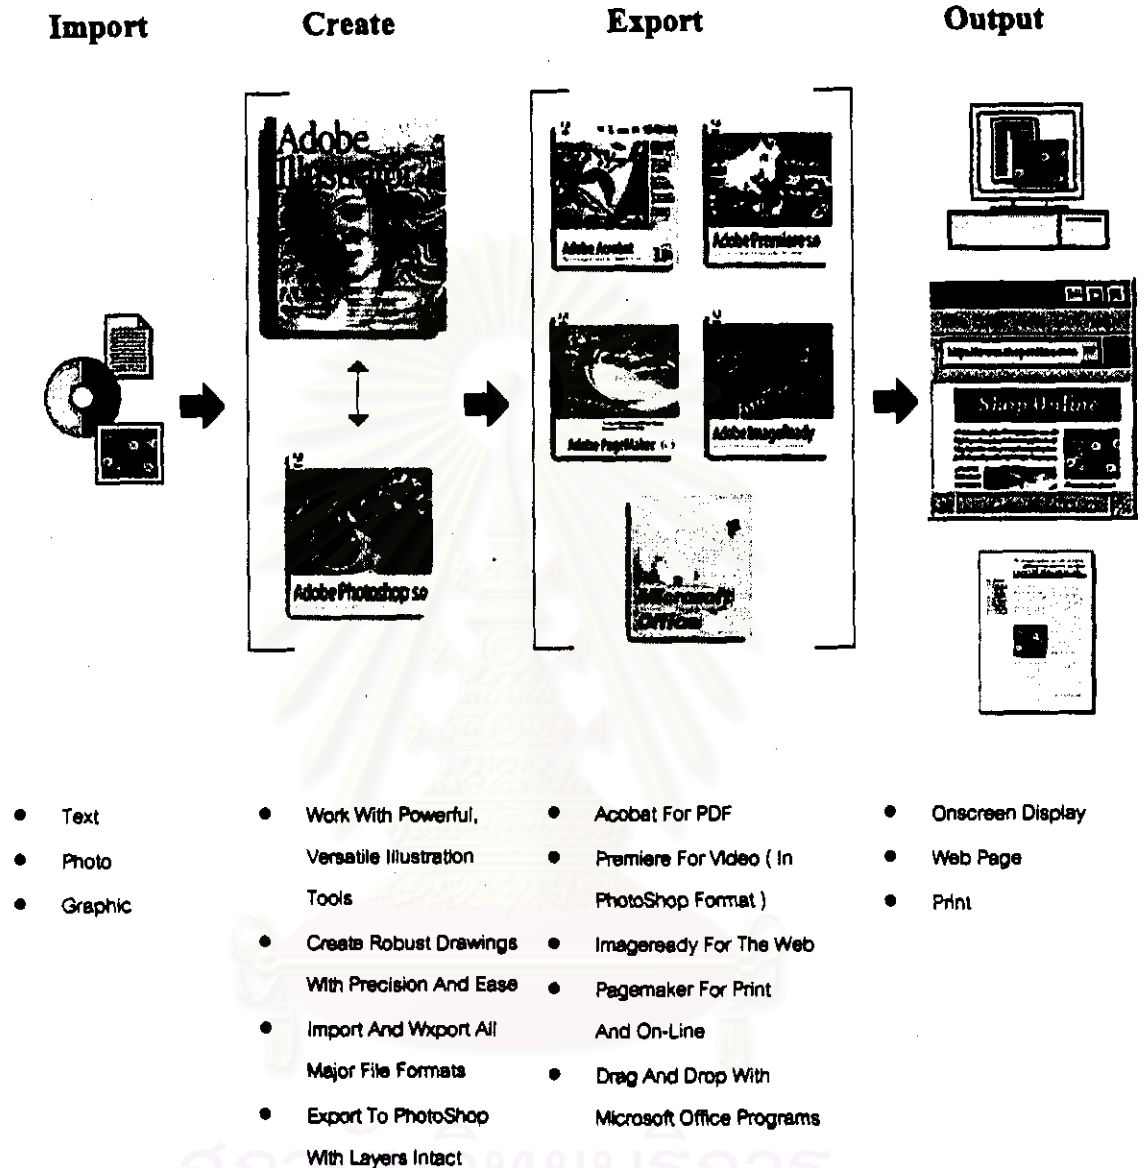 Import
Create
Export
Output
Adobe
Illustrator
Adobe Photoshop 5.0
Adobe Acrobat
Adobe Premiere 5.0
Adobe PageMaker
Adobe ImageReady
Microsoft
Office
Shop Online
Text
Photo
Graphic
Work With Powerful,
Versatile Illustration
Tools
Create Robust Drawings
With Precision And Ease
Import And Wxport All
Major File Formats
Export To PhotoShop
With Layers Intact
Acobat For PDF
Premiere For Video ( In
PhotoShop Format )
Imageready For The Web
Pagemaker For Print
And On-Line
Drag And Drop With
Microsoft Office Programs
Onscreen Display
Web Page
Print